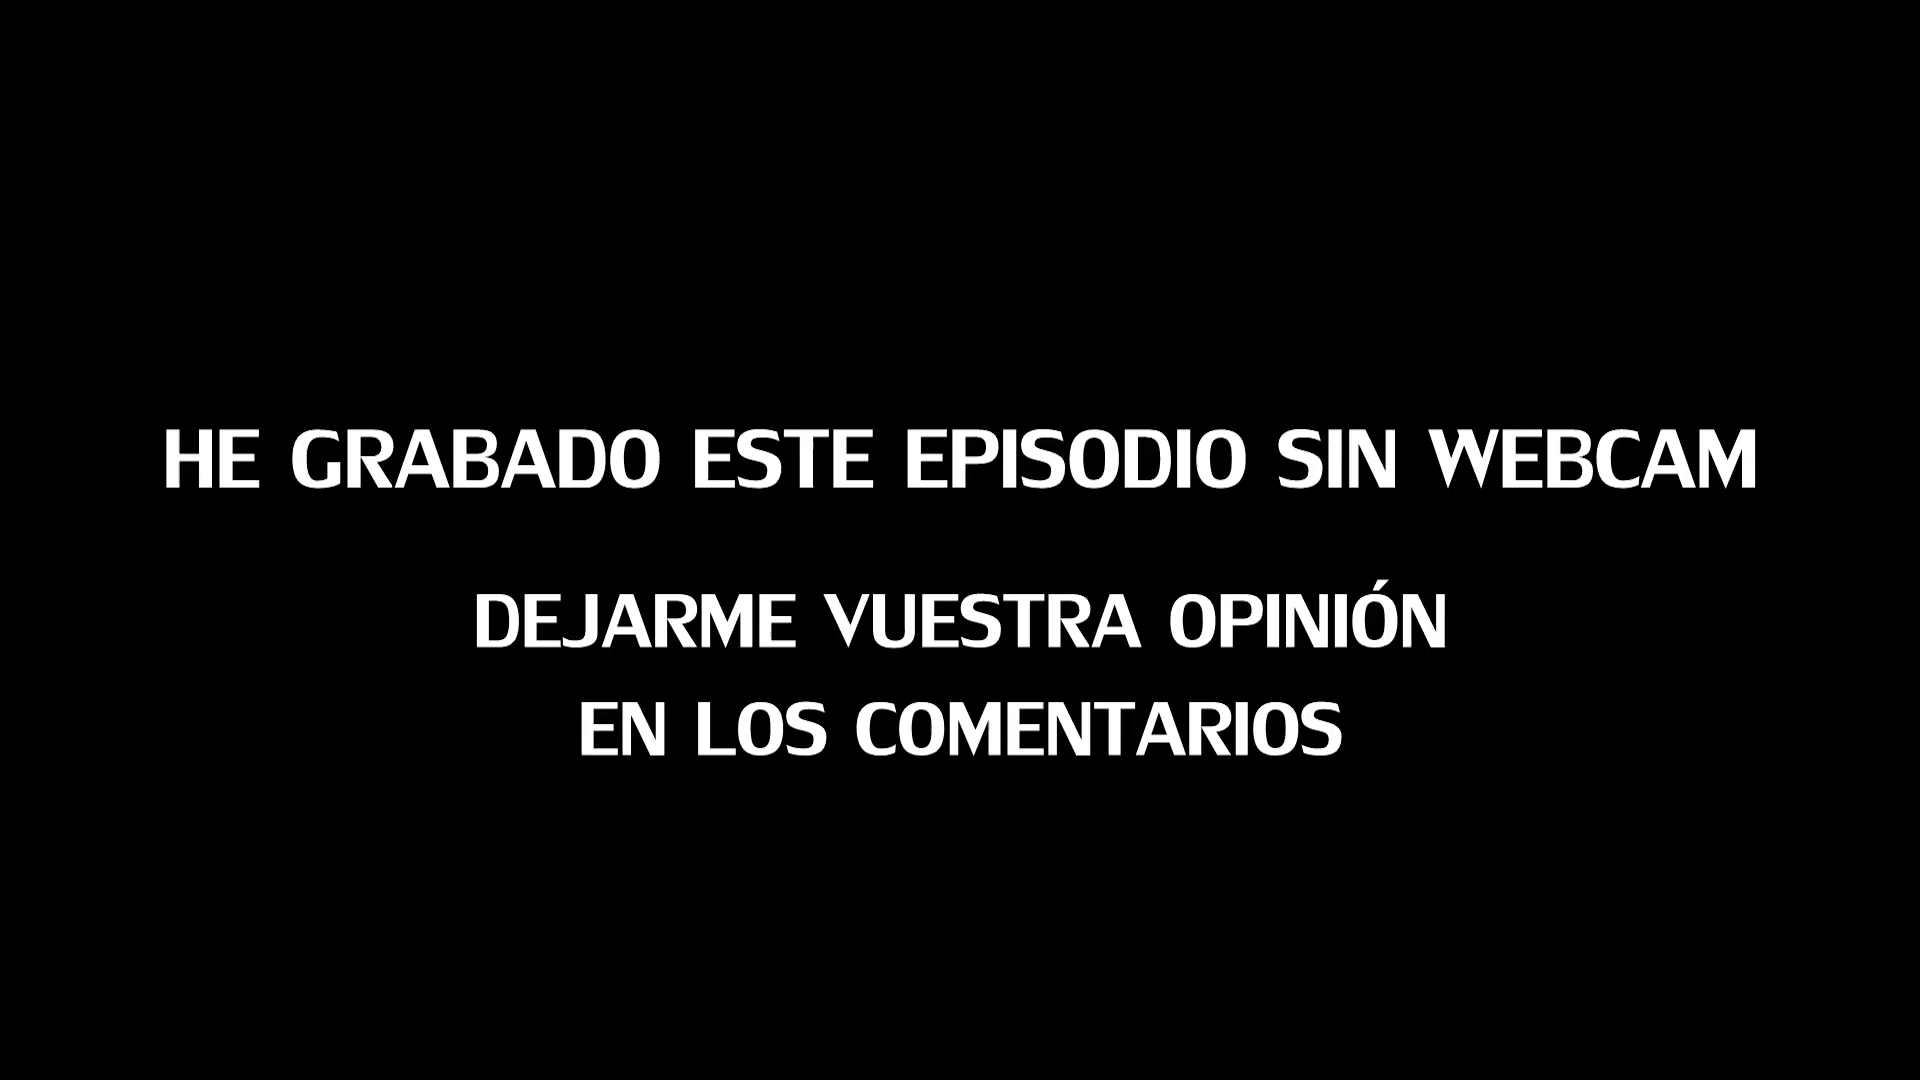 HE GRABADO ESTE EPISODIO SIN WEBCAM
DEJARME VUESTRA OPINIÓN
EN LOS COMENTARIOS